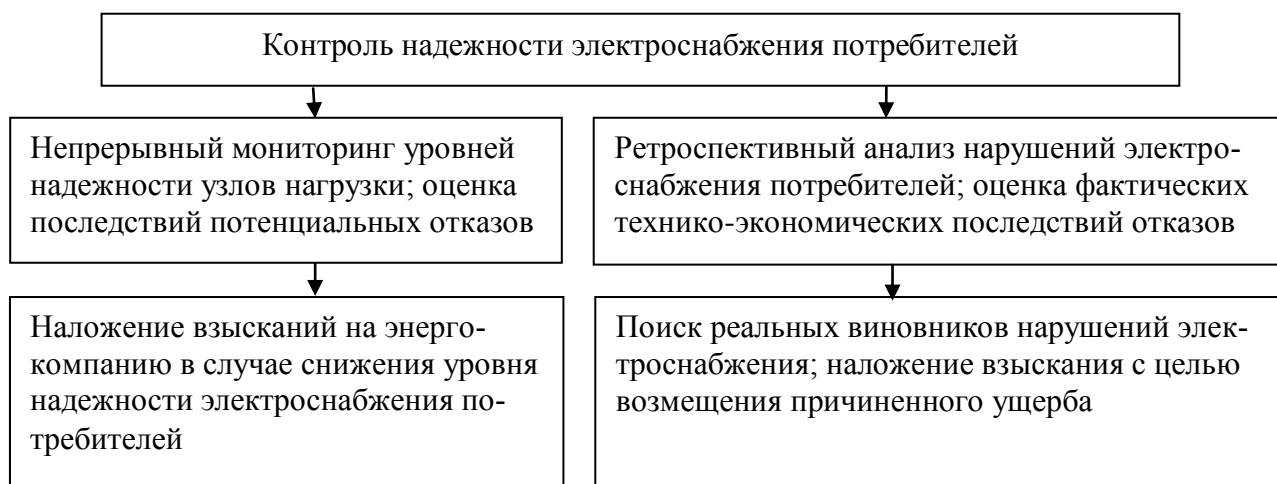 Контроль надежности электроснабжения потребителей
Непрерывный мониторинг уровней
надежности узлов нагрузки; оценка
последствий потенциальных отказов
Ретроспективный анализ нарушений электро-
снабжения потребителей; оценка фактических
технико-экономических последствий отказов
Наложение взысканий на энерго-
компанию в случае снижения уровня
надежности электроснабжения по-
требителей
Поиск реальных виновников нарушений элек-
троснабжения; наложение взыскания с целью
возмещения причиненного ущерба